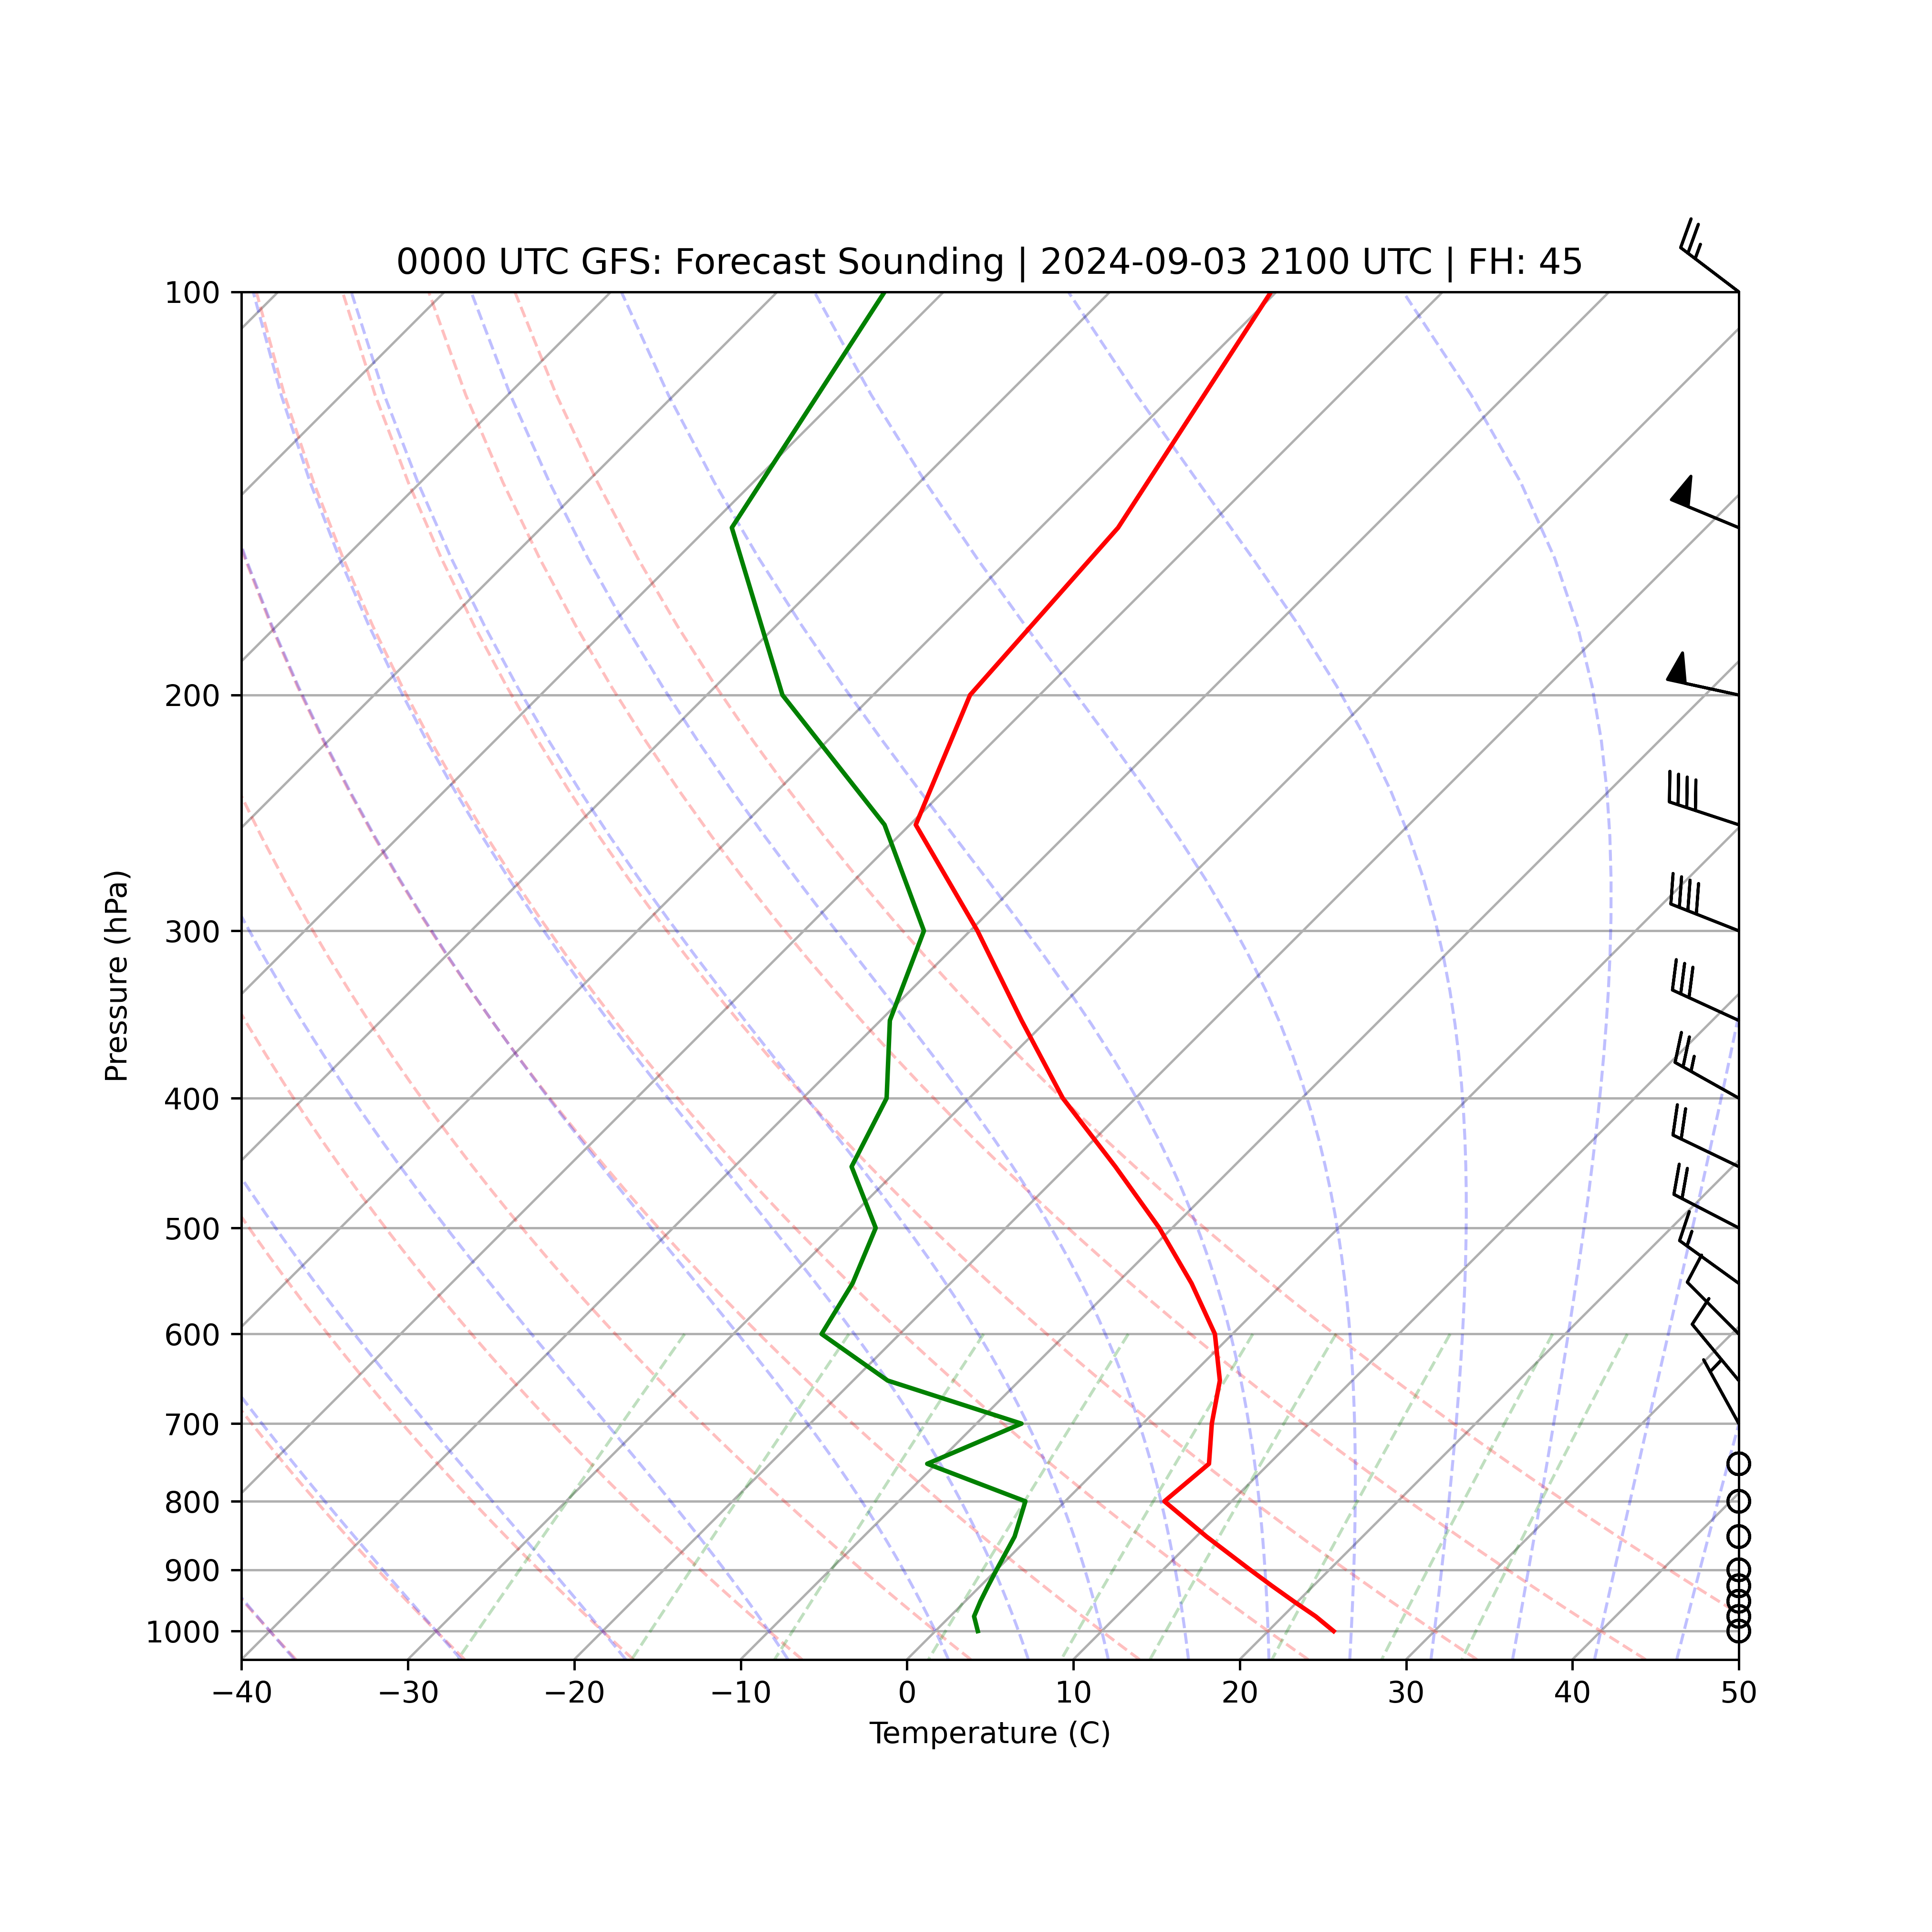 0000 UTC GFS: Forecast Sounding | 2024-09-03 2100 UTC | FH: 45
100
200
300
400
500
600
700
800
900
1000
Pressure (hPa)
−40 −30 −20 −10 0 10 20 30 40 50
Temperature (C)